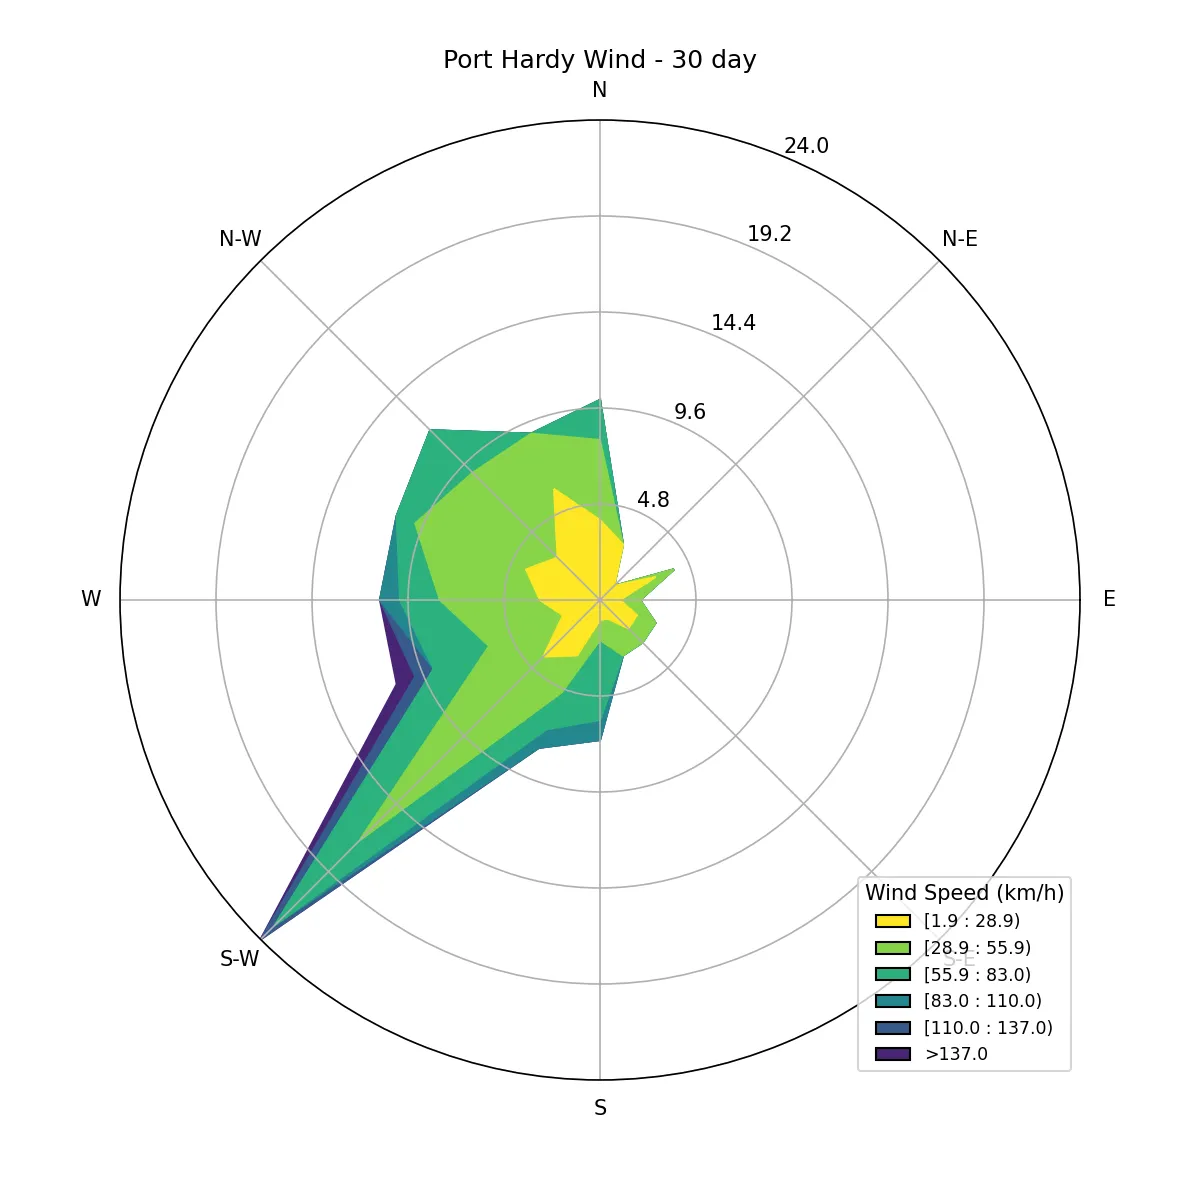 Port Hardy Wind - 30 day
N
24.0
N-W
19.2
N-E
14.4
9.6
4.8
W
E
S-W
S-E
S
Wind Speed (km/h)
[1.9 : 28.9)
[28.9 : 55.9)
[55.9 : 83.0)
[83.0 : 110.0)
[110.0 : 137.0)
>137.0